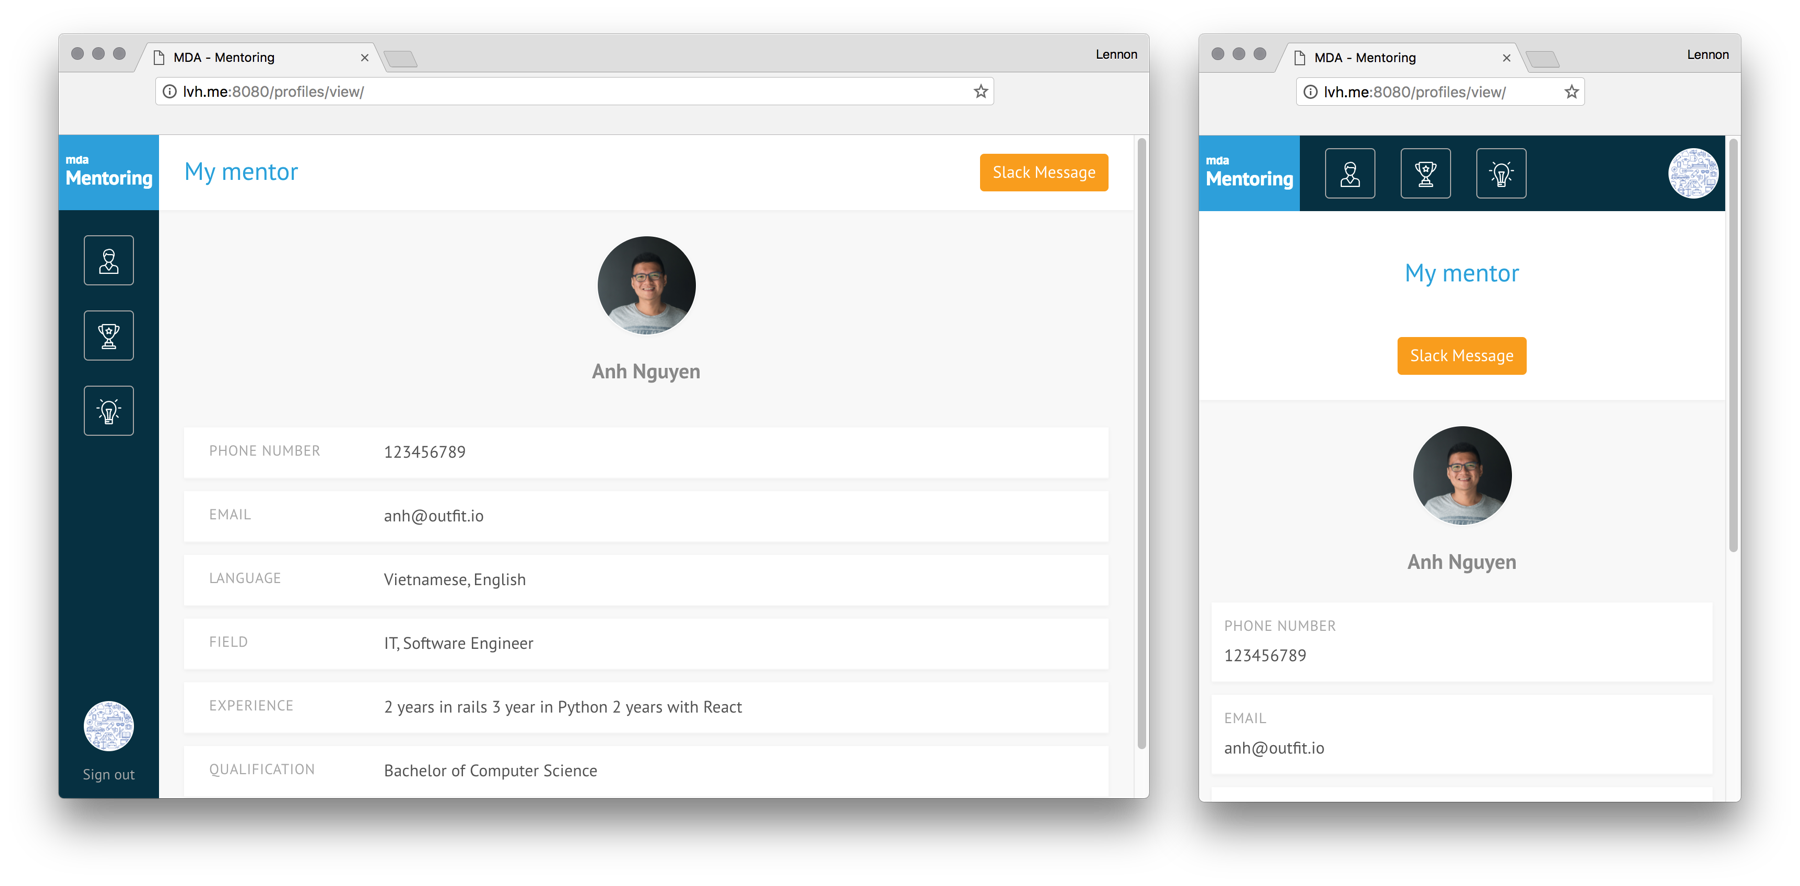 MDA - Mentoring
Lennon
lvh.me:8080/profiles/view/
mda
Mentoring
My mentor
Slack Message
Anh Nguyen
PHONE NUMBER 123456789
EMAIL anh@outfit.io
LANGUAGE Vietnamese, English
FIELD IT, Software Engineer
EXPERIENCE 2 years in rails 3 year in Python 2 years with React
QUALIFICATION Bachelor of Computer Science
Sign out
MDA - Mentoring
Lennon
lvh.me:8080/profiles/view/
mda
Mentoring
My mentor
Slack Message
Anh Nguyen
PHONE NUMBER
123456789
EMAIL
anh@outfit.io